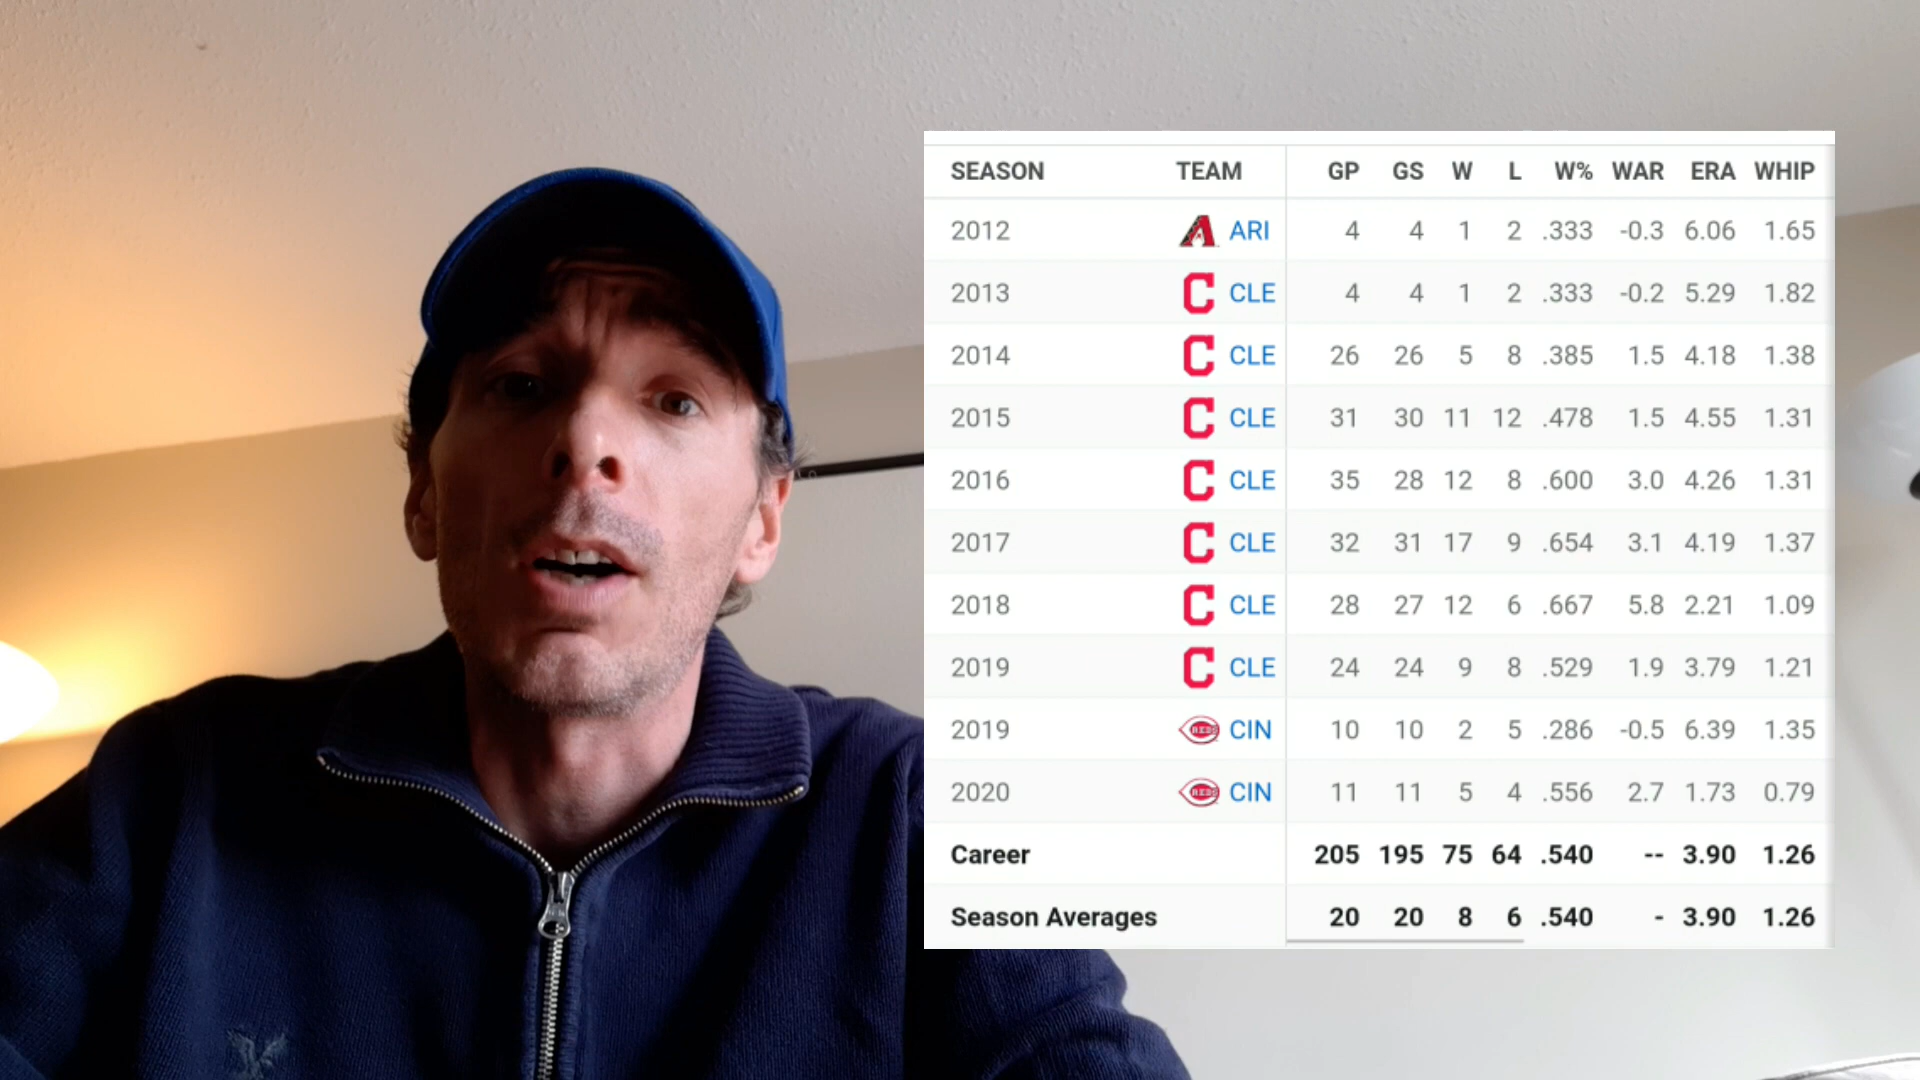 SEASON TEAM GP GS W L W% WAR ERA WHIP
2012 ARI 4 4 1 2 .333 -0.3 6.06 1.65
2013 CLE 4 4 1 2 .333 -0.2 5.29 1.82
2014 CLE 26 26 5 8 .385 1.5 4.18 1.38
2015 CLE 31 30 11 12 .478 1.5 4.55 1.31
2016 CLE 35 28 12 8 .600 3.0 4.26 1.31
2017 CLE 32 31 17 9 .654 3.1 4.19 1.37
2018 CLE 28 27 12 6 .667 5.8 2.21 1.09
2019 CLE 24 24 9 8 .529 1.9 3.79 1.21
2019 REDS CIN 10 10 2 5 .286 -0.5 6.39 1.35
2020 REDS CIN 11 11 5 4 .556 2.7 1.73 0.79
Career 205 195 75 64 .540 -- 3.90 1.26
Season Averages 20 20 8 6 .540 - 3.90 1.26